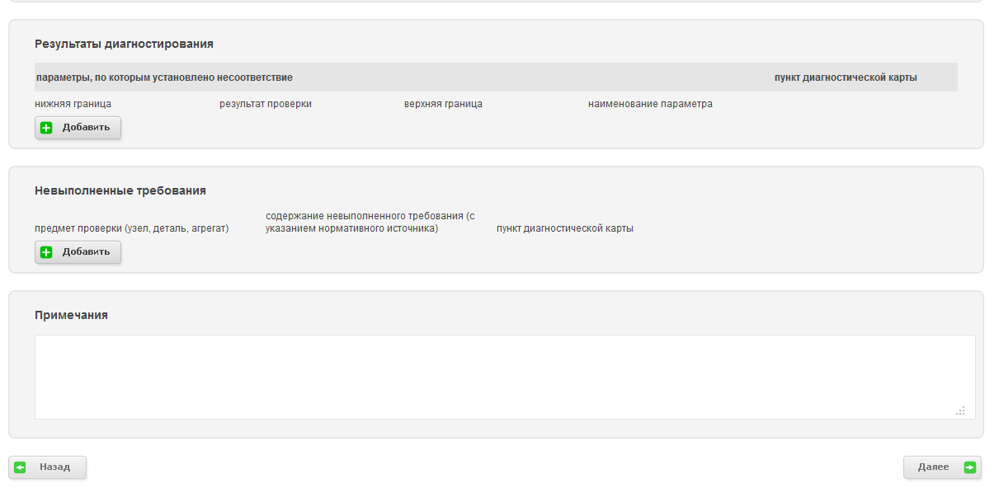 Результаты диагностирования
параметры, по которым установлено несоответствие пункт диагностической карты
нижняя граница результат проверки верхняя граница наименование параметра
Добавить
Невыполненные требования
предмет проверки (узел, деталь, агрегат) содержание невыполненного требования (с указанием нормативного источника) пункт диагностической карты
Добавить
Примечания
Назад Далее